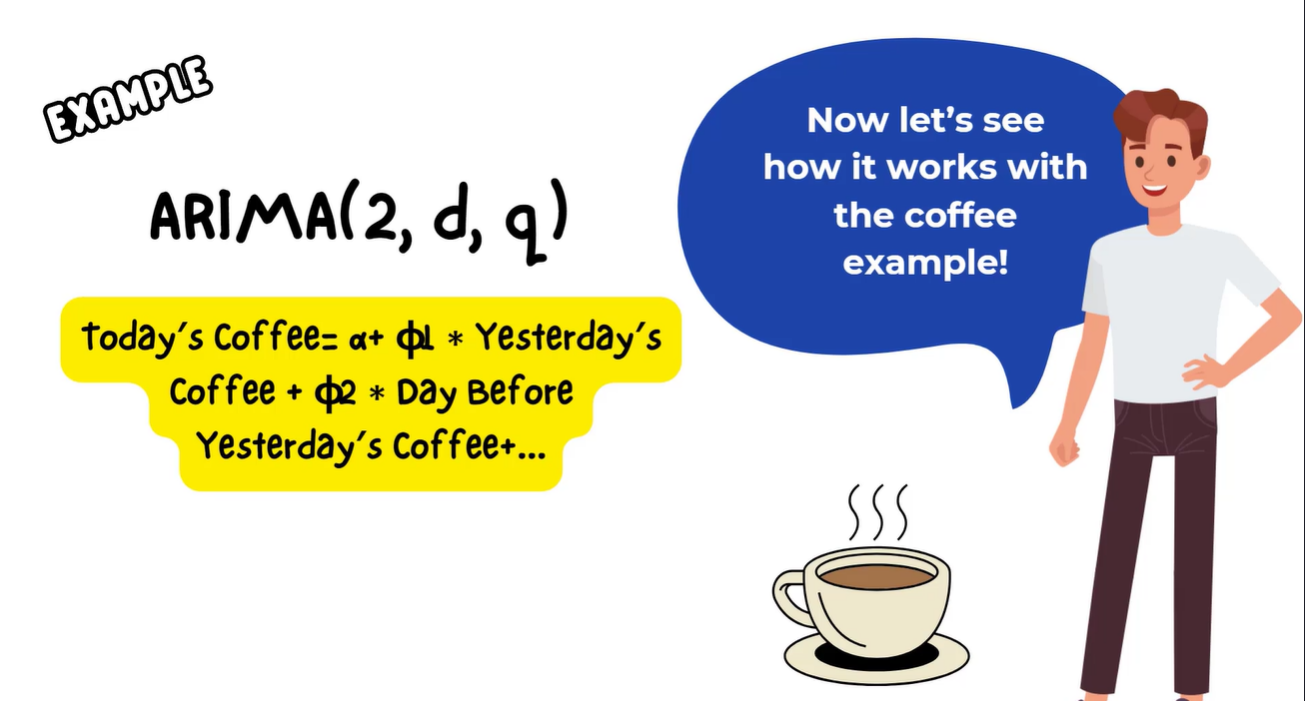 EXAMPLE
ARIMA(2, d, q)
Today's Coffee= α+ ϕ1 * Yesterday's
Coffee + ϕ2 * Day Before
Yesterday's Coffee+...
Now let's see
how it works with
the coffee
example!